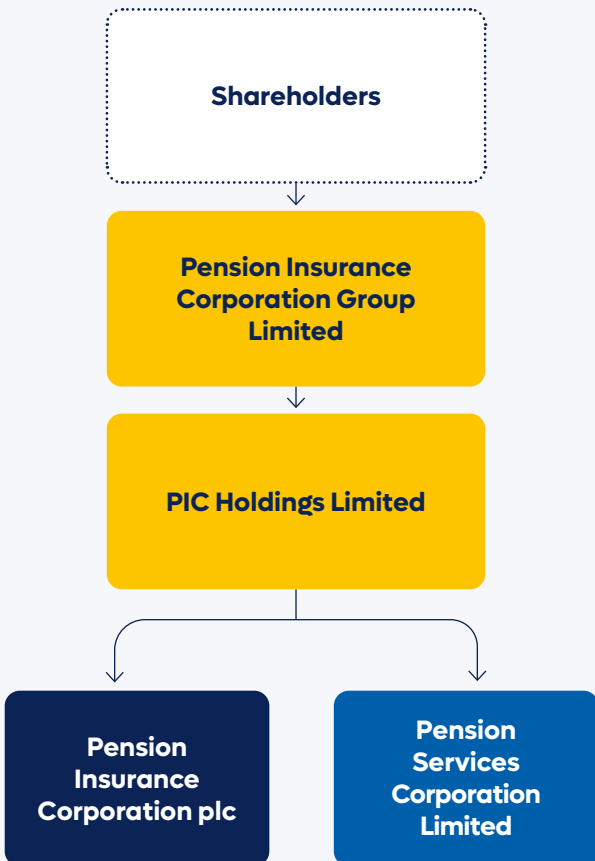 Shareholders
Pension Insurance
Corporation Group
Limited
PIC Holdings Limited
Pension
Insurance
Corporation plc
Pension
Services
Corporation
Limited